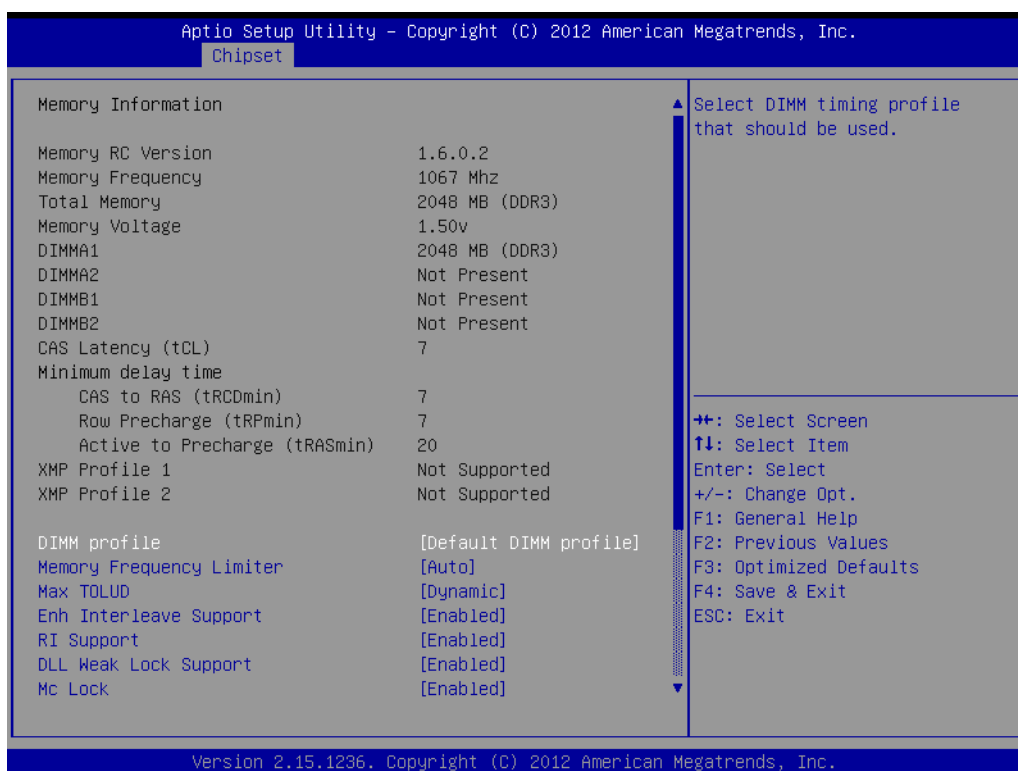 Aptio Setup Utility – Copyright (C) 2012 American Megatrends, Inc.
Chipset
Memory Information
Memory RC Version 1.6.0.2
Memory Frequency 1067 Mhz
Total Memory 2048 MB (DDR3)
Memory Voltage 1.50v
DIMMA1 2048 MB (DDR3)
DIMMA2 Not Present
DIMMB1 Not Present
DIMMB2 Not Present
CAS Latency (tCL) 7
Minimum delay time
CAS to RAS (tRCDmin) 7
Row Precharge (tRPmin) 7
Active to Precharge (tRASmin) 20
XMP Profile 1 Not Supported
XMP Profile 2 Not Supported
DIMM profile [Default DIMM profile]
Memory Frequency Limiter [Auto]
Max TOLUD [Dynamic]
Enh Interleave Support [Enabled]
RI Support [Enabled]
DLL Weak Lock Support [Enabled]
Mc Lock [Enabled]
Select DIMM timing profile
that should be used.
→←: Select Screen
↑↓: Select Item
Enter: Select
+/-: Change Opt.
F1: General Help
F2: Previous Values
F3: Optimized Defaults
F4: Save & Exit
ESC: Exit
Version 2.15.1236. Copyright (C) 2012 American Megatrends, Inc.